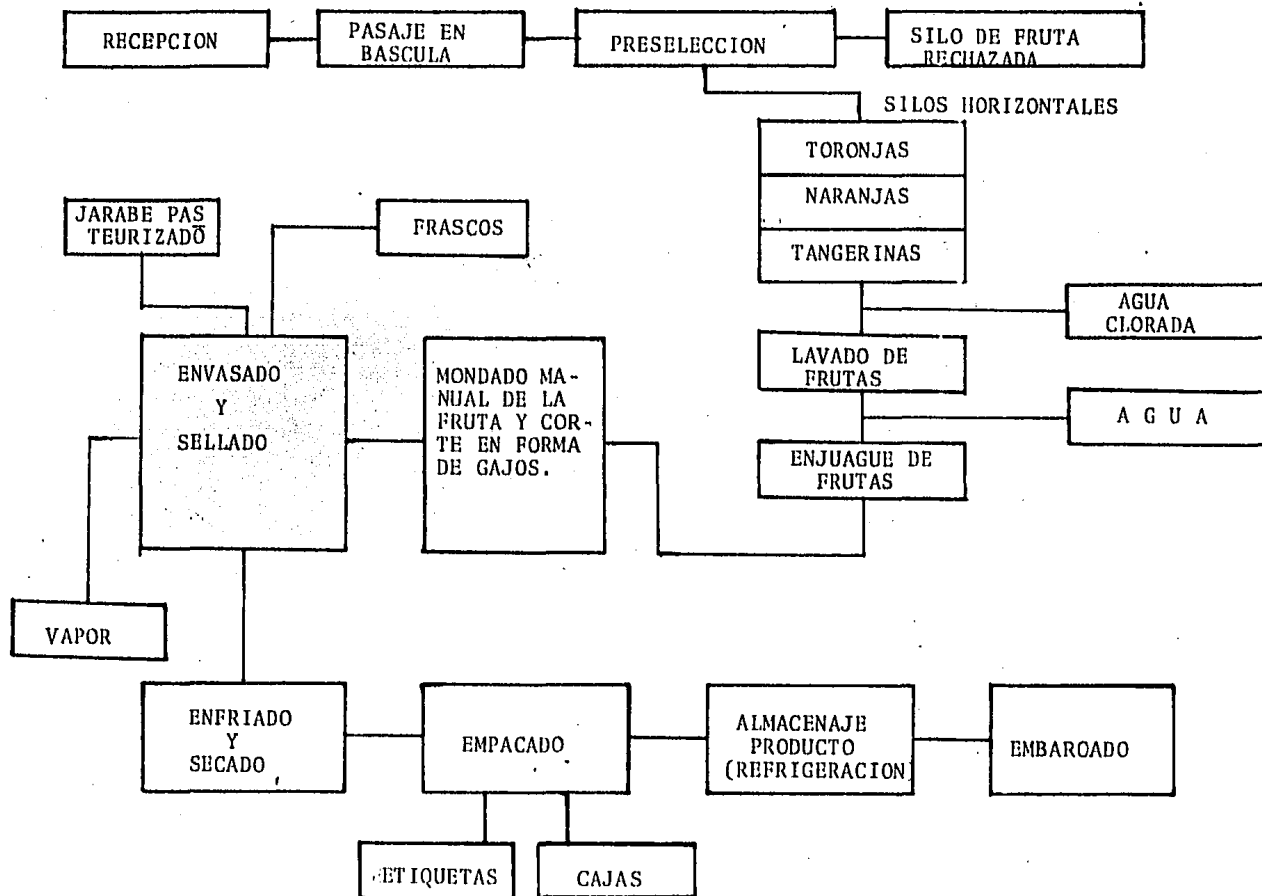 RECEPCION
PASAJE EN
BASCULA
PRESELECCION
SILO DE FRUTA
RECHAZADA
SILOS HORIZONTALES
TORONJAS
NARANJAS
TANGERINAS
JARABE PAS
TEURIZADO
FRASCOS
AGUA
CLORADA
LAVADO DE
FRUTAS
A G U A
ENJUAGUE DE
FRUTAS
ENVASADO
Y
SELLADO
MONDADO MA-
NUAL DE LA
FRUTA Y COR-
TE EN FORMA
DE GAJOS.
VAPOR
ENFRIADO
Y
SECADO
EMPACADO
ALMACENAJE
PRODUCTO
(REFRIGERACION)
EMBARCADO
ETIQUETAS
CAJAS